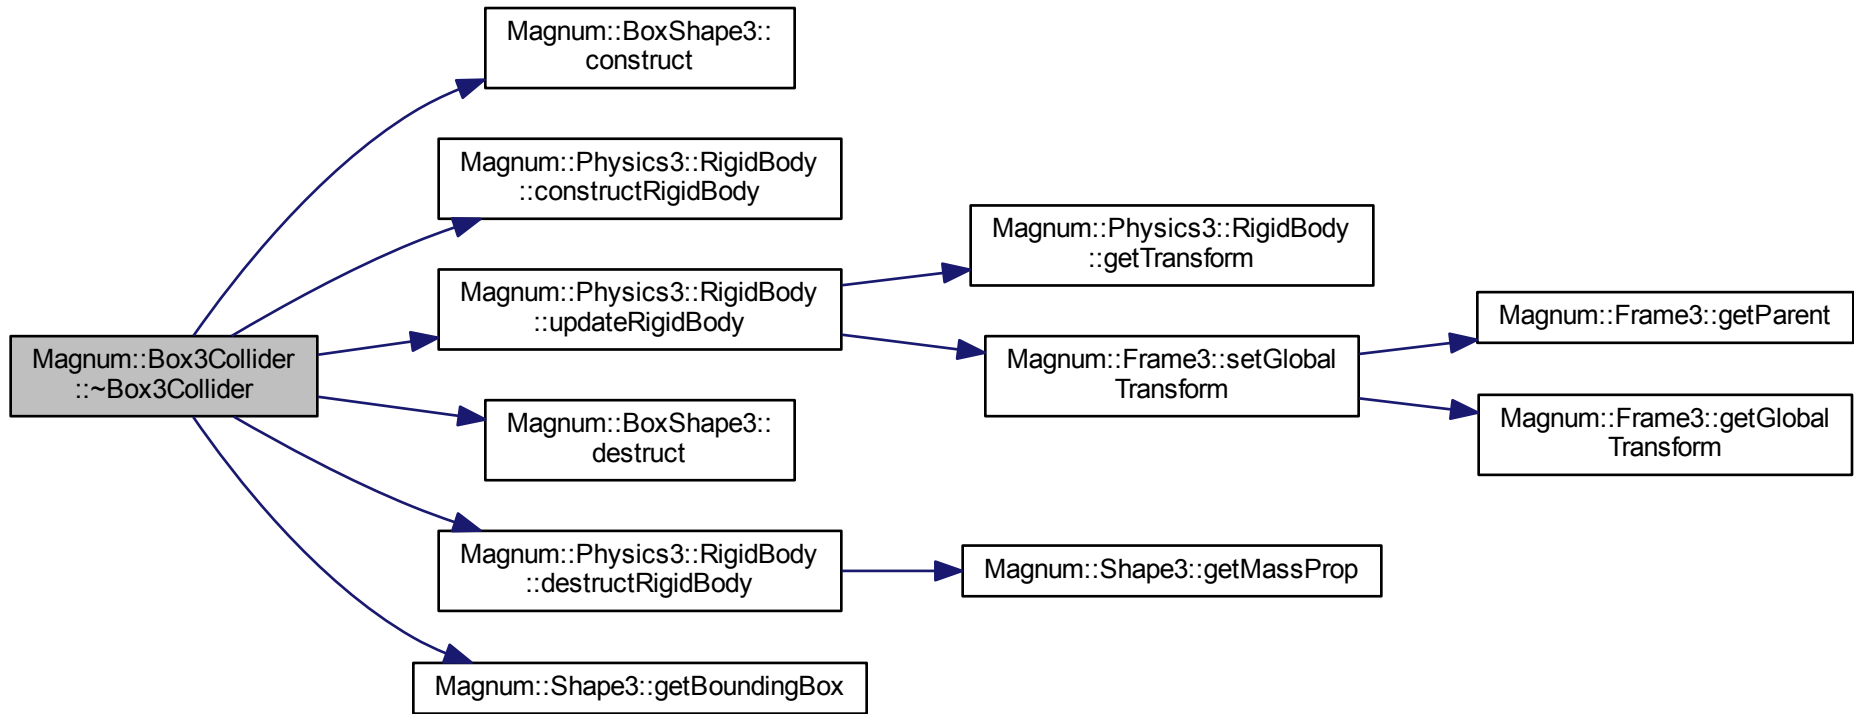 Magnum::BoxShape3::
construct
Magnum::Physics3::RigidBody
::constructRigidBody
Magnum::Physics3::RigidBody
::getTransform
Magnum::Physics3::RigidBody
::updateRigidBody
Magnum::Frame3::getParent
Magnum::Box3Collider
::~Box3Collider
Magnum::Frame3::setGlobal
Transform
Magnum::Frame3::getGlobal
Transform
Magnum::BoxShape3::
destruct
Magnum::Physics3::RigidBody
::destructRigidBody
Magnum::Shape3::getMassProp
Magnum::Shape3::getBoundingBox